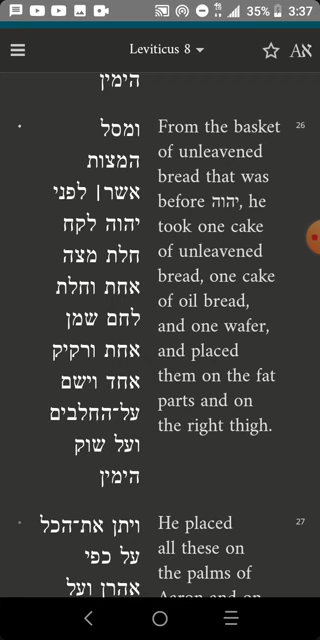 35% 3:37
Leviticus 8
Aא
הימין
ומסל
המצות
אשר | לפני
יהוה לקח
חלת מצה
אחת וחלת
לחם שמן
אחת ורקיק
אחד וישם
על־החלבים
ועל שוק
הימין
From the basket
of unleavened
bread that was
before יהוה, he
took one cake
of unleavened
bread, one cake
of oil bread,
and one wafer,
and placed
them on the fat
parts and on
the right thigh.
26
ויתן את־הכל
על כפי
אהרן ועל
He placed
all these on
the palms of
Aaron and on
27